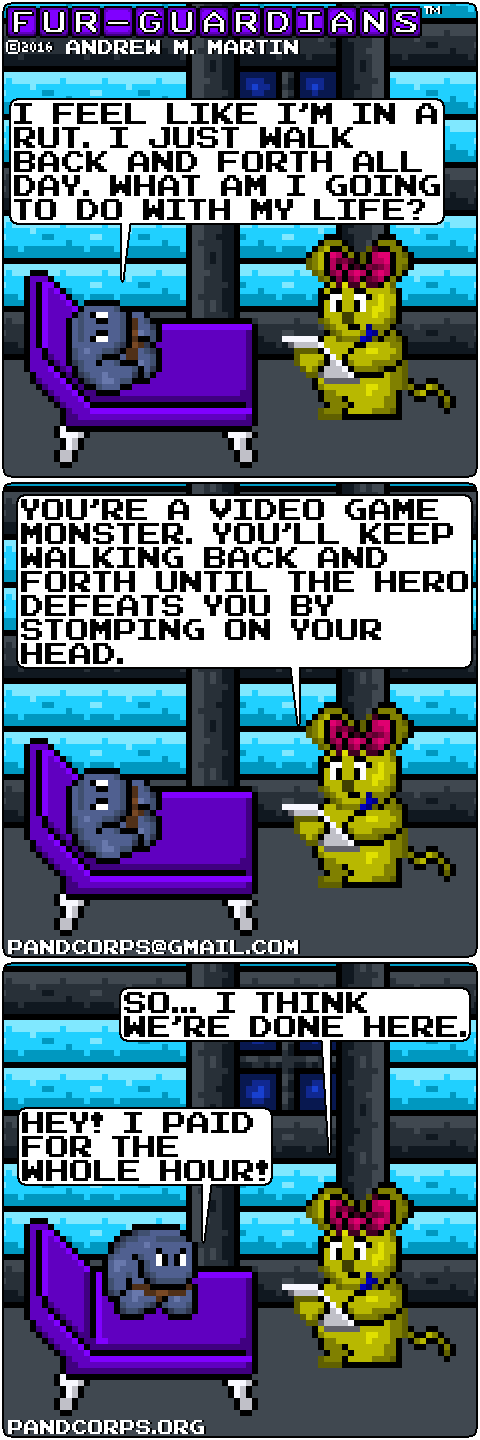 FUR-GUARDIANS™
©2016 ANDREW M. MARTIN
I FEEL LIKE I'M IN A
RUT. I JUST WALK
BACK AND FORTH ALL
DAY. WHAT AM I GOING
TO DO WITH MY LIFE?
YOU'RE A VIDEO GAME
MONSTER. YOU'LL KEEP
WALKING BACK AND
FORTH UNTIL THE HERO
DEFEATS YOU BY
STOMPING ON YOUR
HEAD.
PANDCORPS@GMAIL.COM
SO... I THINK
WE'RE DONE HERE.
HEY! I PAID
FOR THE
WHOLE HOUR!
PANDCORPS.ORG